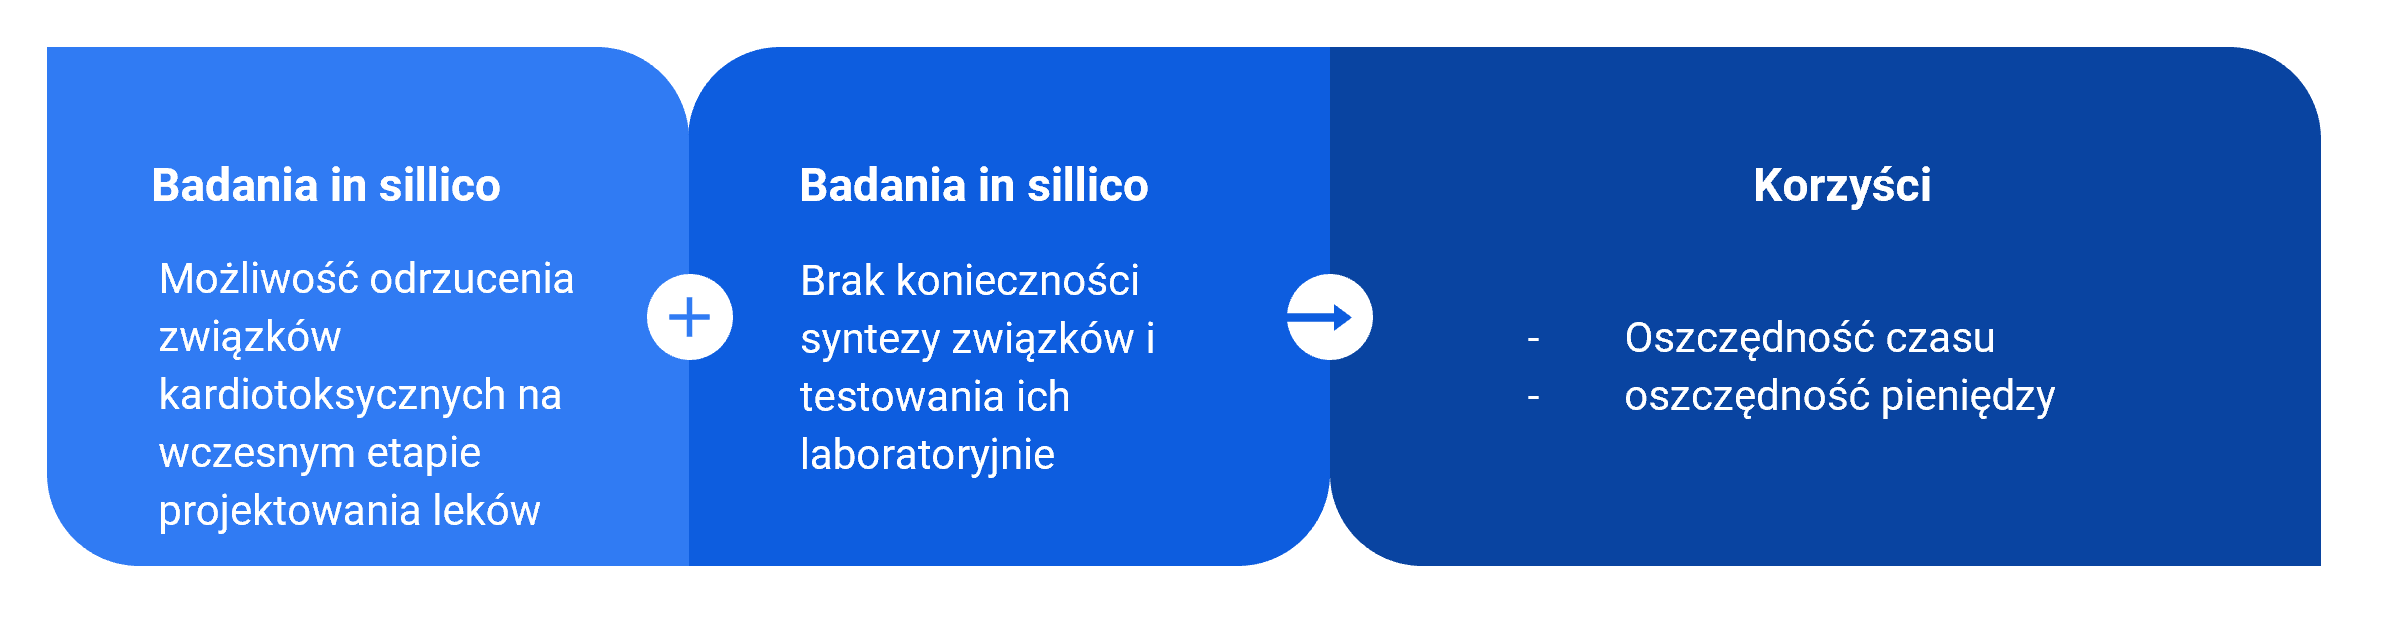 Badania in sillico
Możliwość odrzucenia
związków
kardiotoksycznych na
wczesnym etapie
projektowania leków
+
Badania in sillico
Brak konieczności
syntezy związków i
testowania ich
laboratoryjnie
Korzyści
- Oszczędność czasu
- oszczędność pieniędzy